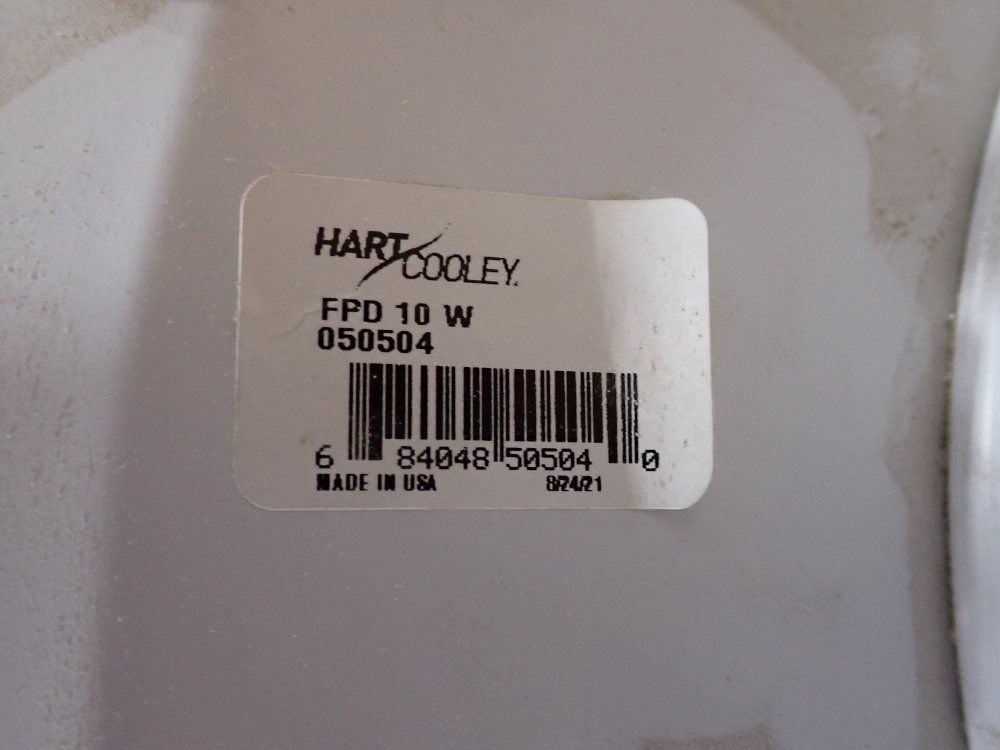 HART COOLEY
FPD 10 W
050504
6 84048 50504 0
MADE IN USA 8/24/21